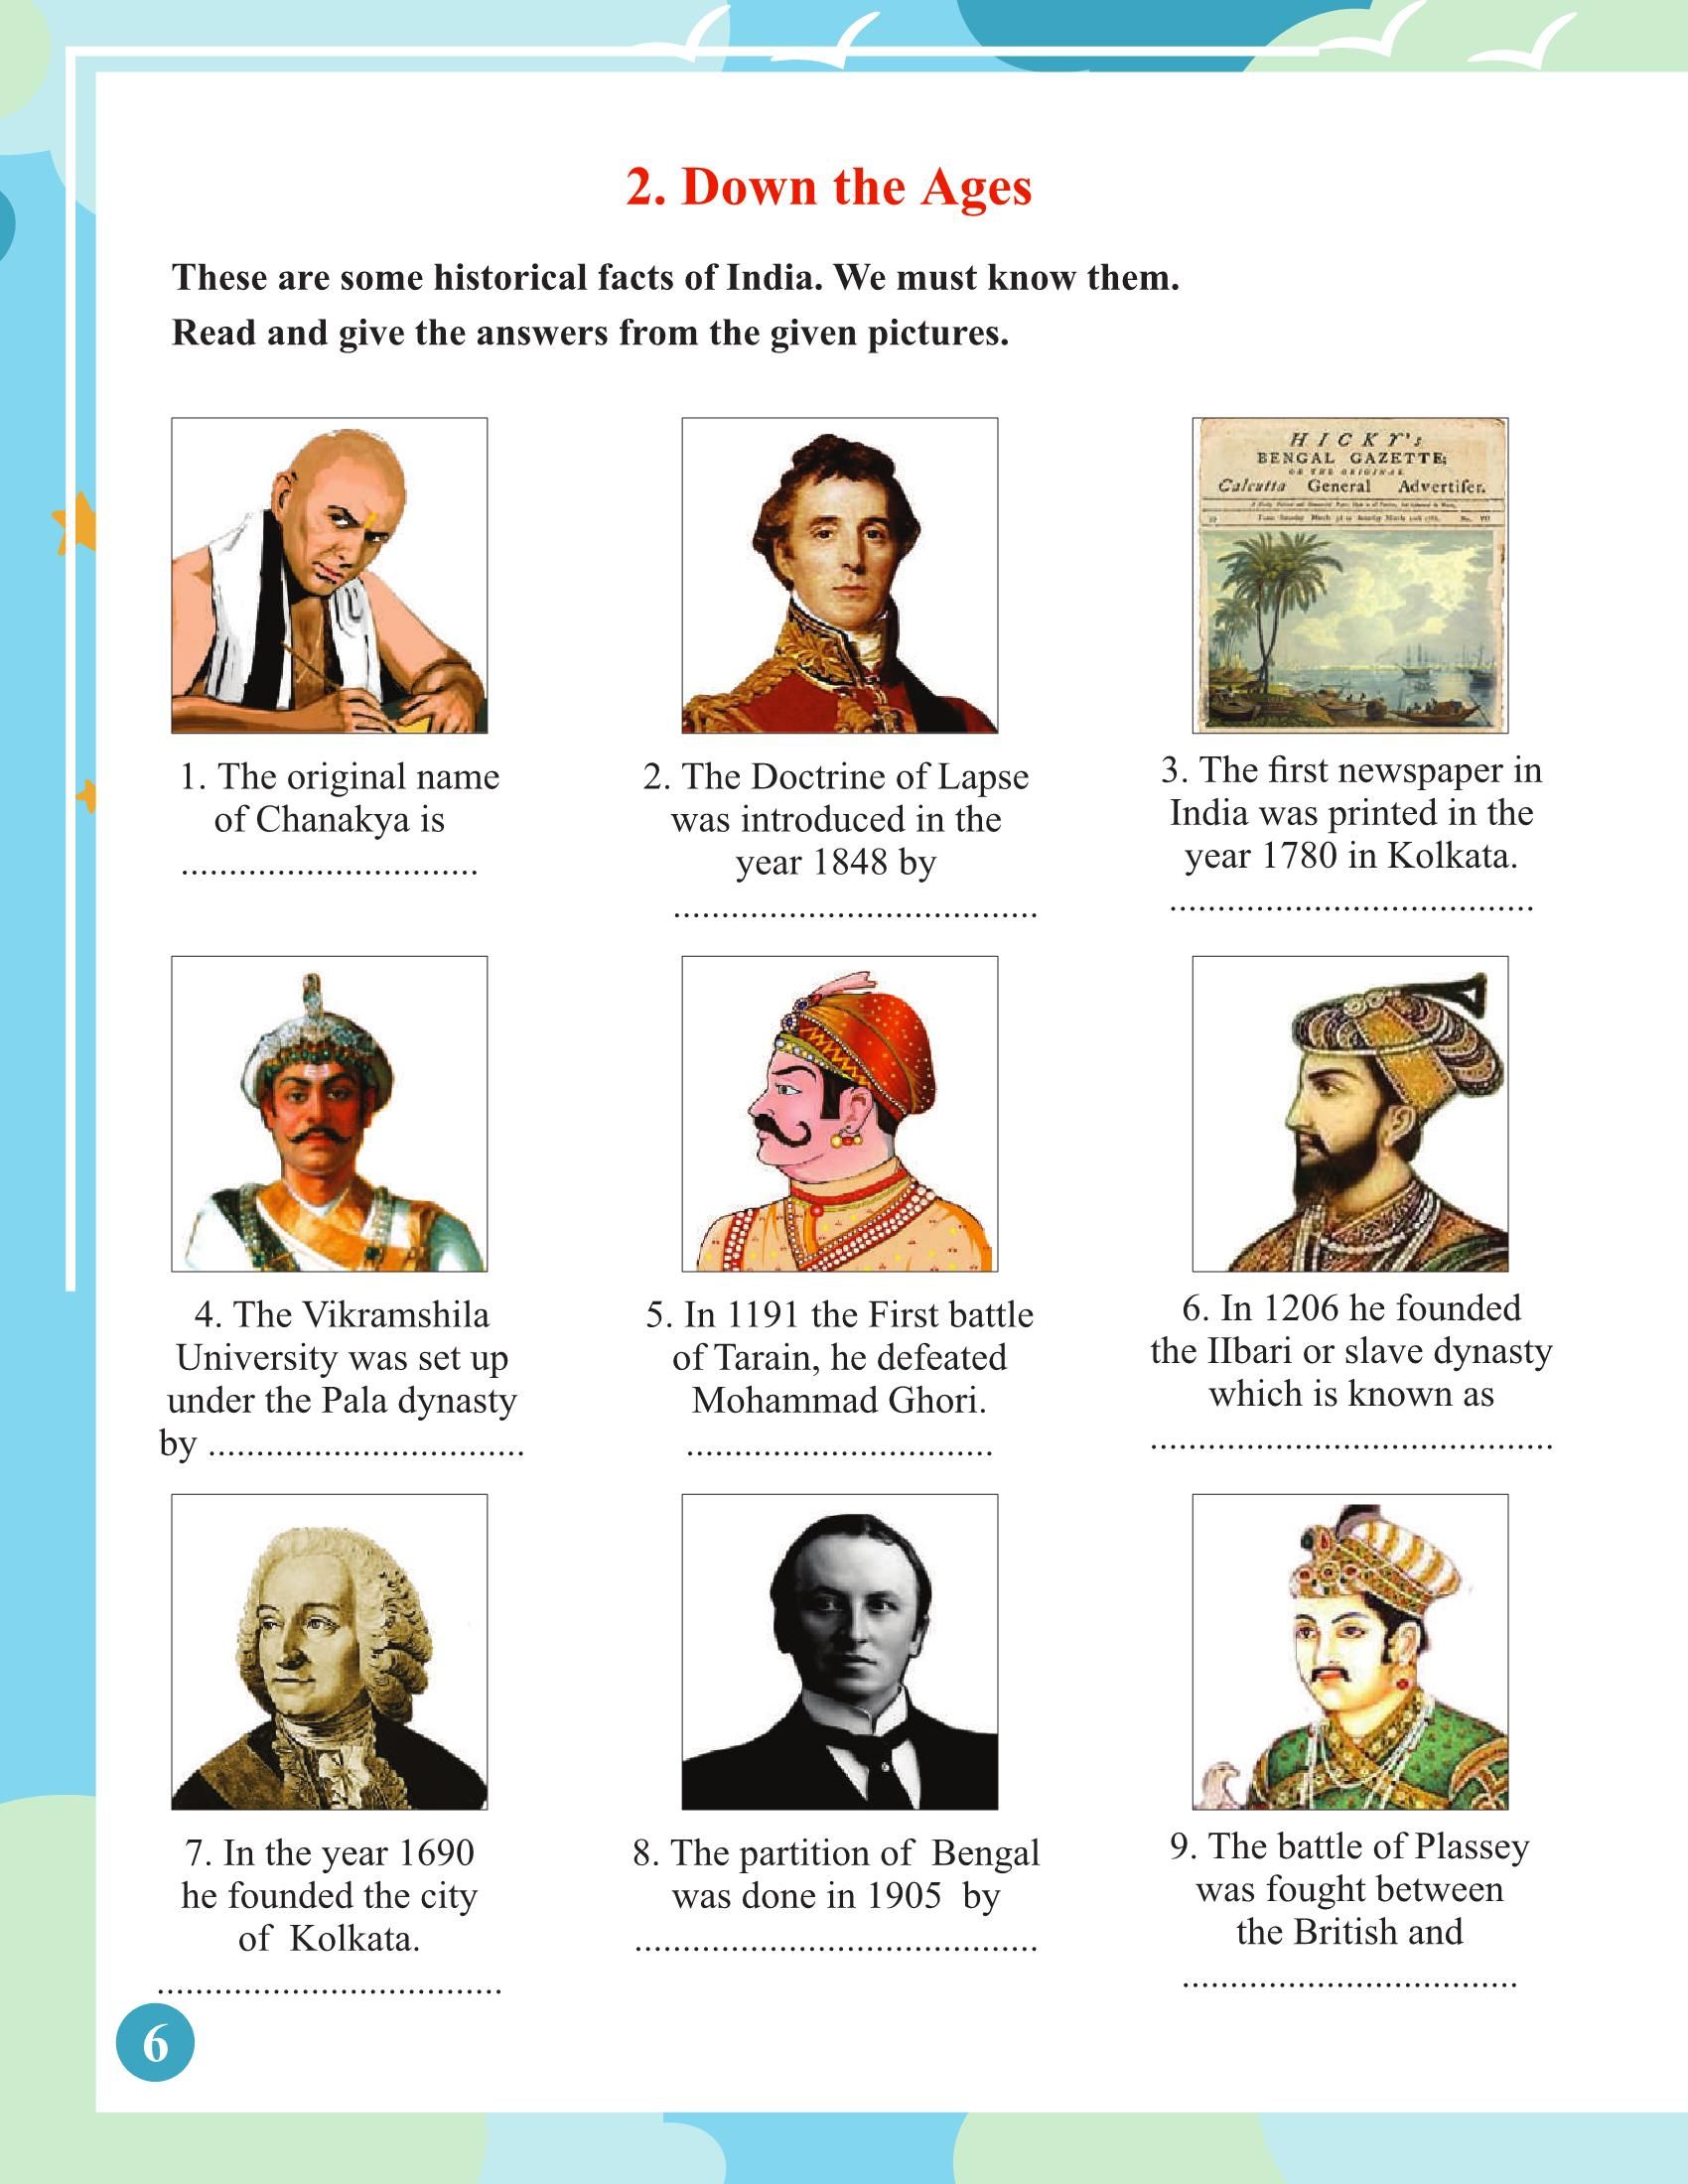 2. Down the Ages
These are some historical facts of India. We must know them.
Read and give the answers from the given pictures.
HICKY's
BENGAL GAZETTE;
OR THE ORIGINAL
Calcutta General Advertifer.
1. The original name
of Chanakya is
...............................
2. The Doctrine of Lapse
was introduced in the
year 1848 by
......................................
3. The first newspaper in
India was printed in the
year 1780 in Kolkata.
......................................
4. The Vikramshila
University was set up
under the Pala dynasty
by .................................
5. In 1191 the First battle
of Tarain, he defeated
Mohammad Ghori.
................................
6. In 1206 he founded
the IIbari or slave dynasty
which is known as
..........................................
7. In the year 1690
he founded the city
of Kolkata.
....................................
8. The partition of Bengal
was done in 1905 by
..........................................
9. The battle of Plassey
was fought between
the British and
...................................
6